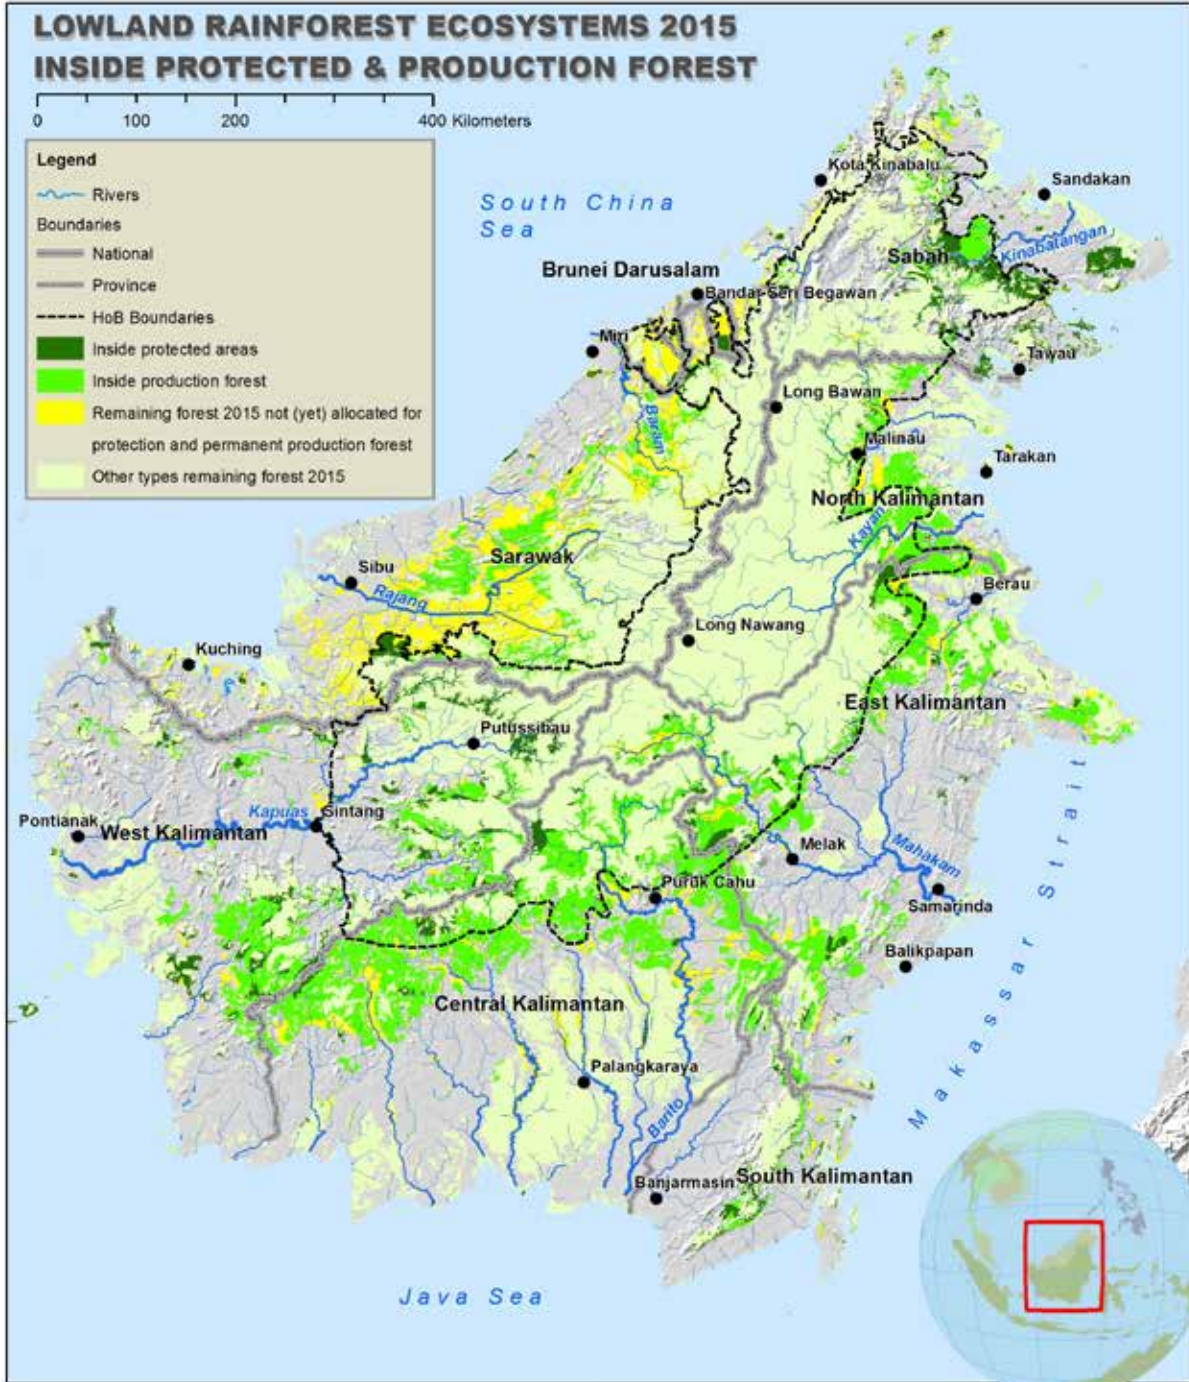 LOWLAND RAINFOREST ECOSYSTEMS 2015
INSIDE PROTECTED & PRODUCTION FOREST
0 100 200 400 Kilometers
Legend
Rivers
Boundaries
National
Province
HoB Boundaries
Inside protected areas
Inside production forest
Remaining forest 2015 not (yet) allocated for
protection and permanent production forest
Other types remaining forest 2015
South China
Sea
Kota Kinabalu
Sandakan
Sabah
Kinabatangan
Brunei Darusalam
Bandar Seri Begawan
Miri
Tawau
Long Bawan
Baram
Malinau
Tarakan
North Kalimantan
Kayan
Sarawak
Sibu
Rajang
Berau
Long Nawang
Kuching
East Kalimantan
Putussibau
Kapuas
Sintang
Pontianak
West Kalimantan
Melak
Mahakam
Makassar Strait
Puruk Cahu
Samarinda
Balikpapan
Central Kalimantan
Palangkaraya
Barito
Banjarmasin
South Kalimantan
Java Sea